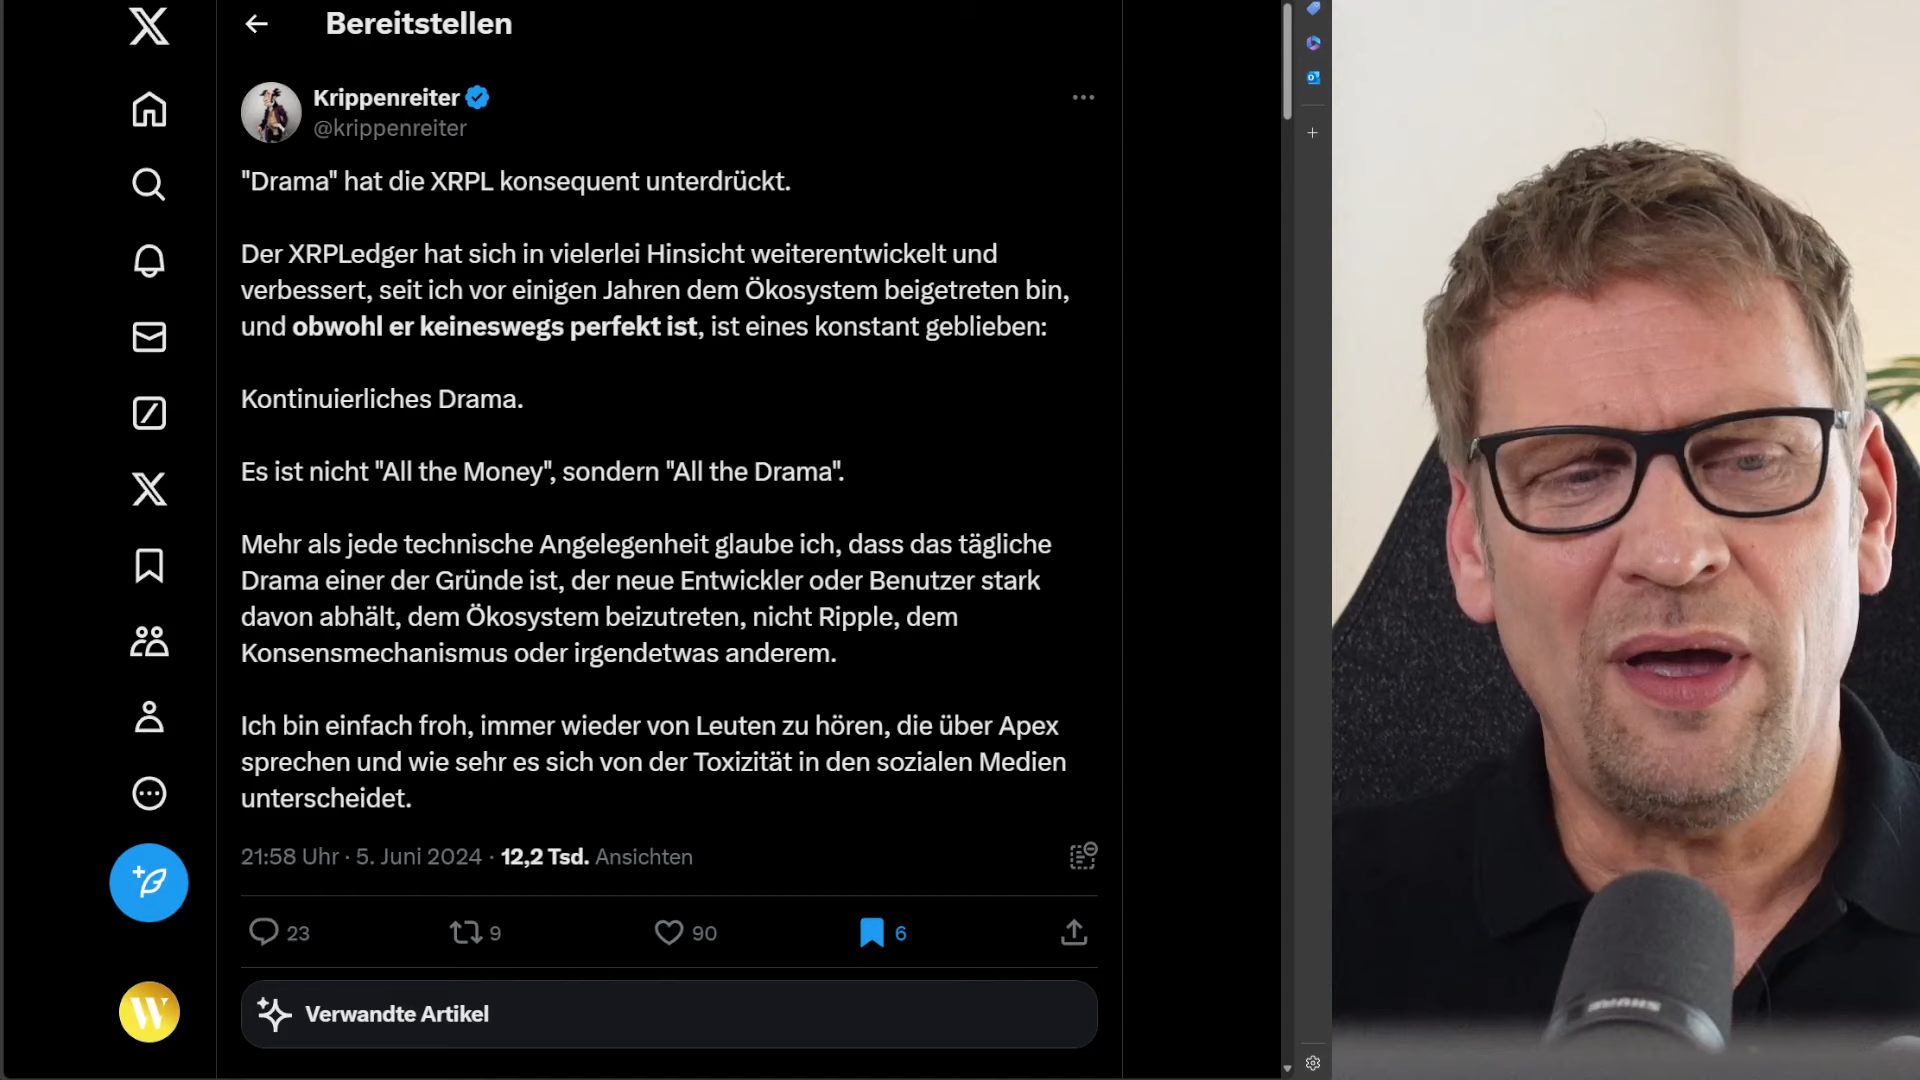 Bereitstellen
Krippenreiter
@krippenreiter
"Drama" hat die XRPL konsequent unterdrückt.
Der XRPLedger hat sich in vielerlei Hinsicht weiterentwickelt und
verbessert, seit ich vor einigen Jahren dem Ökosystem beigetreten bin,
und obwohl er keineswegs perfekt ist, ist eines konstant geblieben:
Kontinuierliches Drama.
Es ist nicht "All the Money", sondern "All the Drama".
Mehr als jede technische Angelegenheit glaube ich, dass das tägliche
Drama einer der Gründe ist, der neue Entwickler oder Benutzer stark
davon abhält, dem Ökosystem beizutreten, nicht Ripple, dem
Konsensmechanismus oder irgendetwas anderem.
Ich bin einfach froh, immer wieder von Leuten zu hören, die über Apex
sprechen und wie sehr es sich von der Toxizität in den sozialen Medien
unterscheidet.
21:58 Uhr · 5. Juni 2024 · 12,2 Tsd. Ansichten
23 9 90 6
W
Verwandte Artikel
SHURE